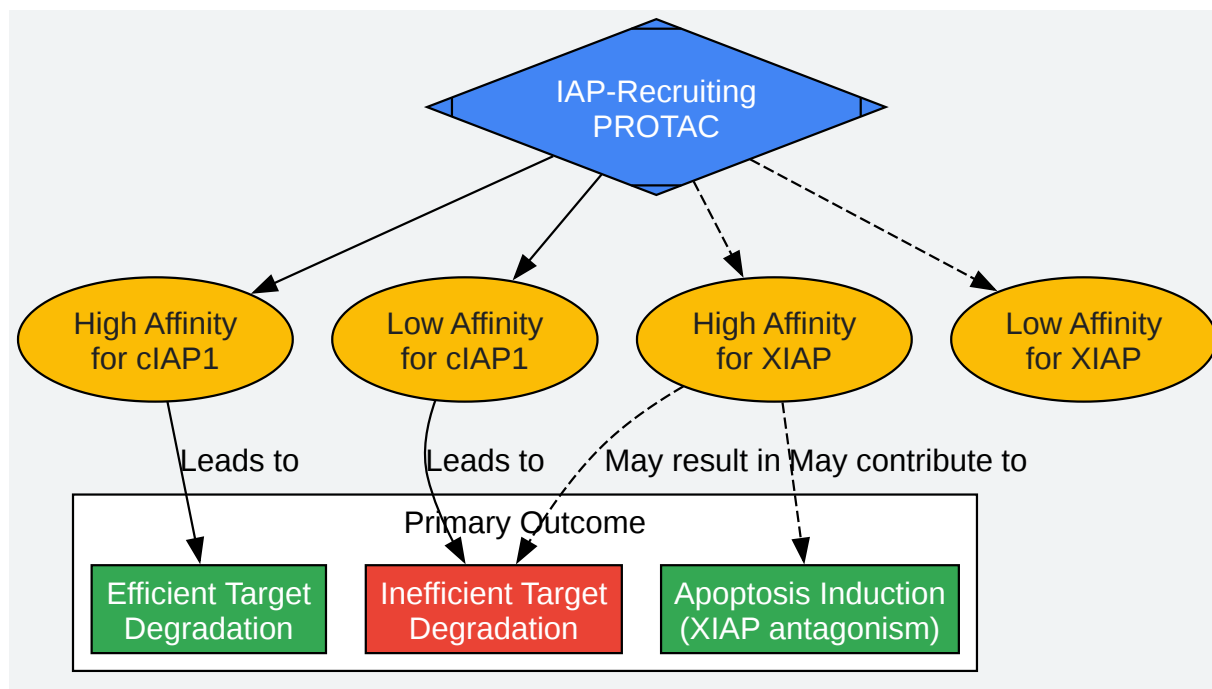 IAP-Recruiting
PROTAC
High Affinity
for cIAP1
Low Affinity
for cIAP1
High Affinity
for XIAP
Low Affinity
for XIAP
Leads to
Leads to
May result in
May contribute to
Primary Outcome
Efficient Target
Degradation
Inefficient Target
Degradation
Apoptosis Induction
(XIAP antagonism)